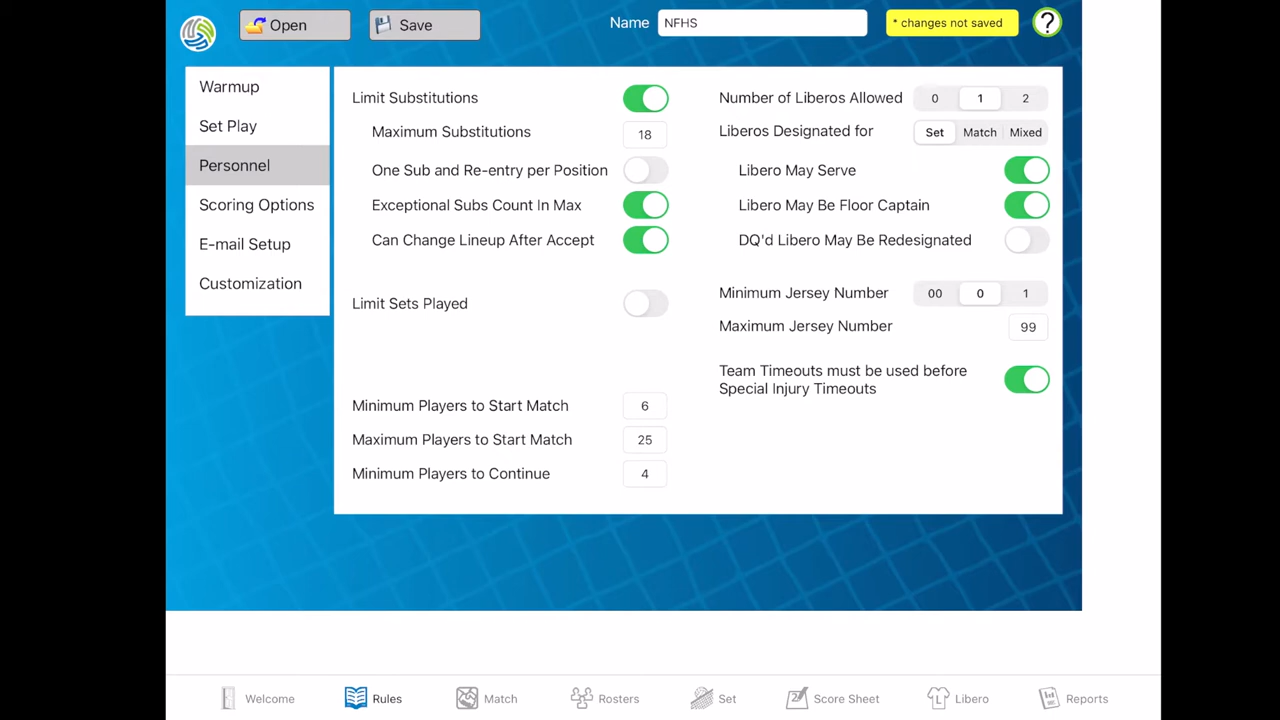 Open
Save
Name NFHS
* changes not saved
?
Warmup
Set Play
Personnel
Scoring Options
E-mail Setup
Customization
Limit Substitutions
Maximum Substitutions 18
One Sub and Re-entry per Position
Exceptional Subs Count In Max
Can Change Lineup After Accept
Limit Sets Played
Minimum Players to Start Match 6
Maximum Players to Start Match 25
Minimum Players to Continue 4
Number of Liberos Allowed 0 1 2
Liberos Designated for Set Match Mixed
Libero May Serve
Libero May Be Floor Captain
DQ'd Libero May Be Redesignated
Minimum Jersey Number 00 0 1
Maximum Jersey Number 99
Team Timeouts must be used before
Special Injury Timeouts
Welcome Rules Match Rosters Set Score Sheet L Libero Reports